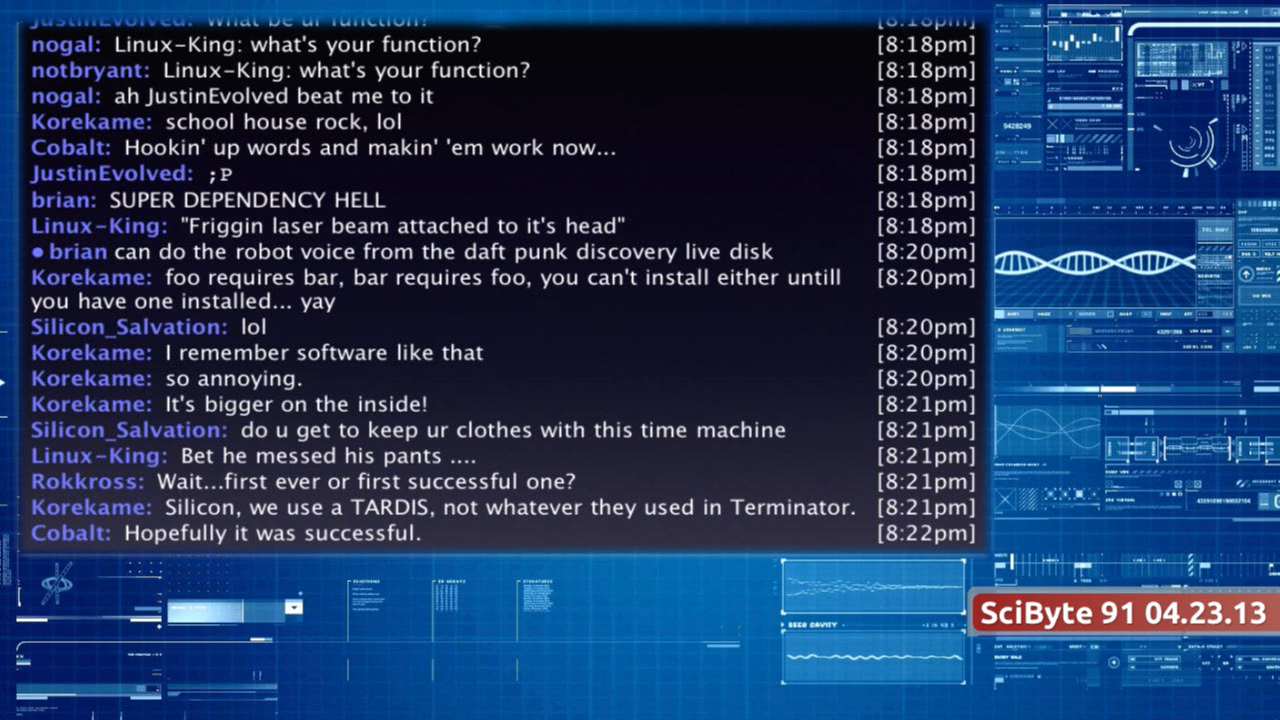 JustinEvolved: What be ur function? [8:18pm]
nogal: Linux-King: what's your function? [8:18pm]
notbryant: Linux-King: what's your function? [8:18pm]
nogal: ah JustinEvolved beat me to it [8:18pm]
Korekame: school house rock, lol [8:18pm]
Cobalt: Hookin' up words and makin' 'em work now... [8:18pm]
JustinEvolved: ;P [8:18pm]
brian: SUPER DEPENDENCY HELL [8:18pm]
Linux-King: "Friggin laser beam attached to it's head" [8:18pm]
• brian can do the robot voice from the daft punk discovery live disk [8:20pm]
Korekame: foo requires bar, bar requires foo, you can't install either untill [8:20pm]
you have one installed... yay
Silicon_Salvation: lol [8:20pm]
Korekame: I remember software like that [8:20pm]
Korekame: so annoying. [8:20pm]
Korekame: It's bigger on the inside! [8:21pm]
Silicon_Salvation: do u get to keep ur clothes with this time machine [8:21pm]
Linux-King: Bet he messed his pants .... [8:21pm]
Rokkross: Wait...first ever or first successful one? [8:21pm]
Korekame: Silicon, we use a TARDIS, not whatever they used in Terminator. [8:21pm]
Cobalt: Hopefully it was successful. [8:22pm]
9428249
SciByte 91 04.23.13